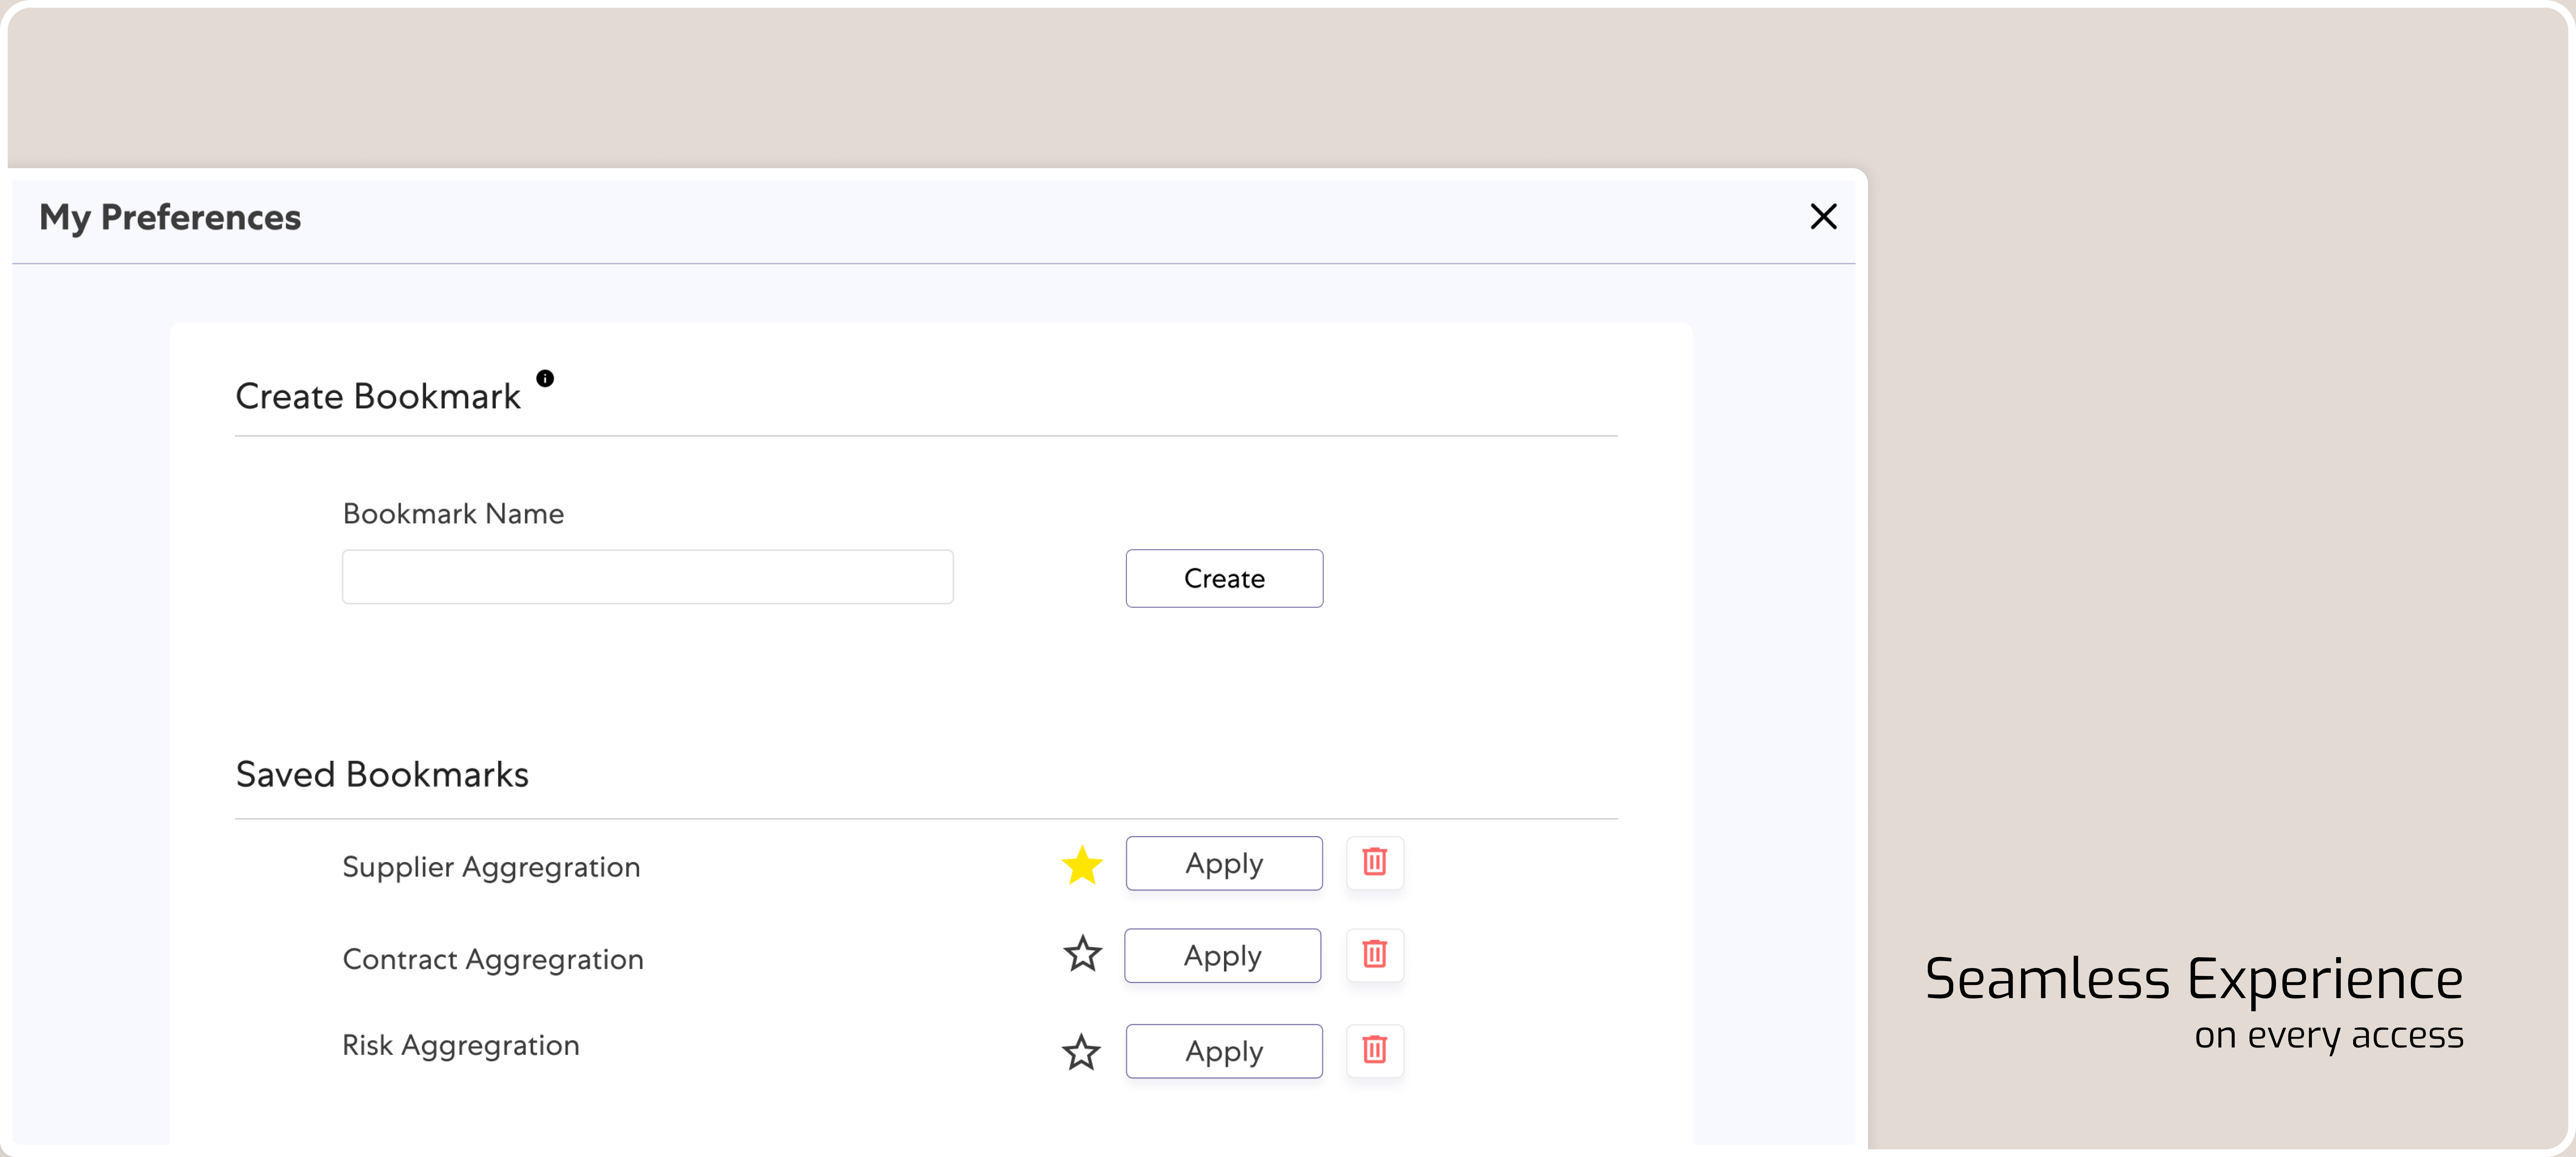 My Preferences
Create Bookmark
Bookmark Name
Create
Saved Bookmarks
Supplier Aggregration
Apply
Contract Aggregration
Apply
Risk Aggregration
Apply
Seamless Experience
on every access